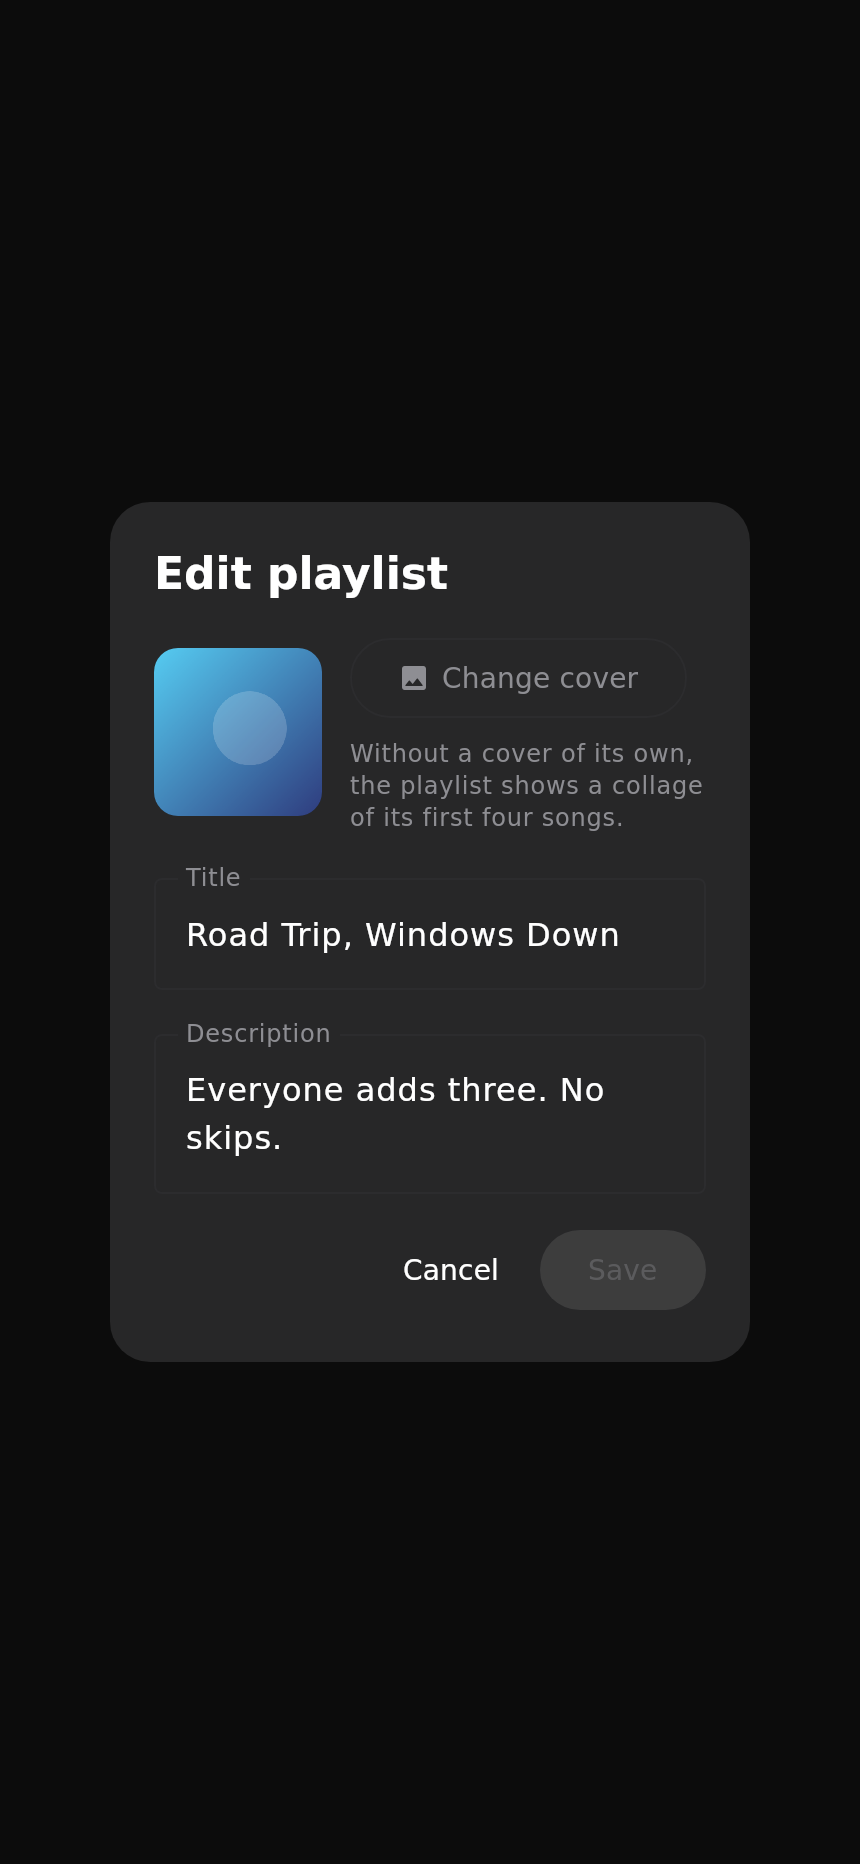 Edit playlist
Change cover
Without a cover of its own,
the playlist shows a collage
of its first four songs.
Title
Road Trip, Windows Down
Description
Everyone adds three. No
skips.
Cancel
Save